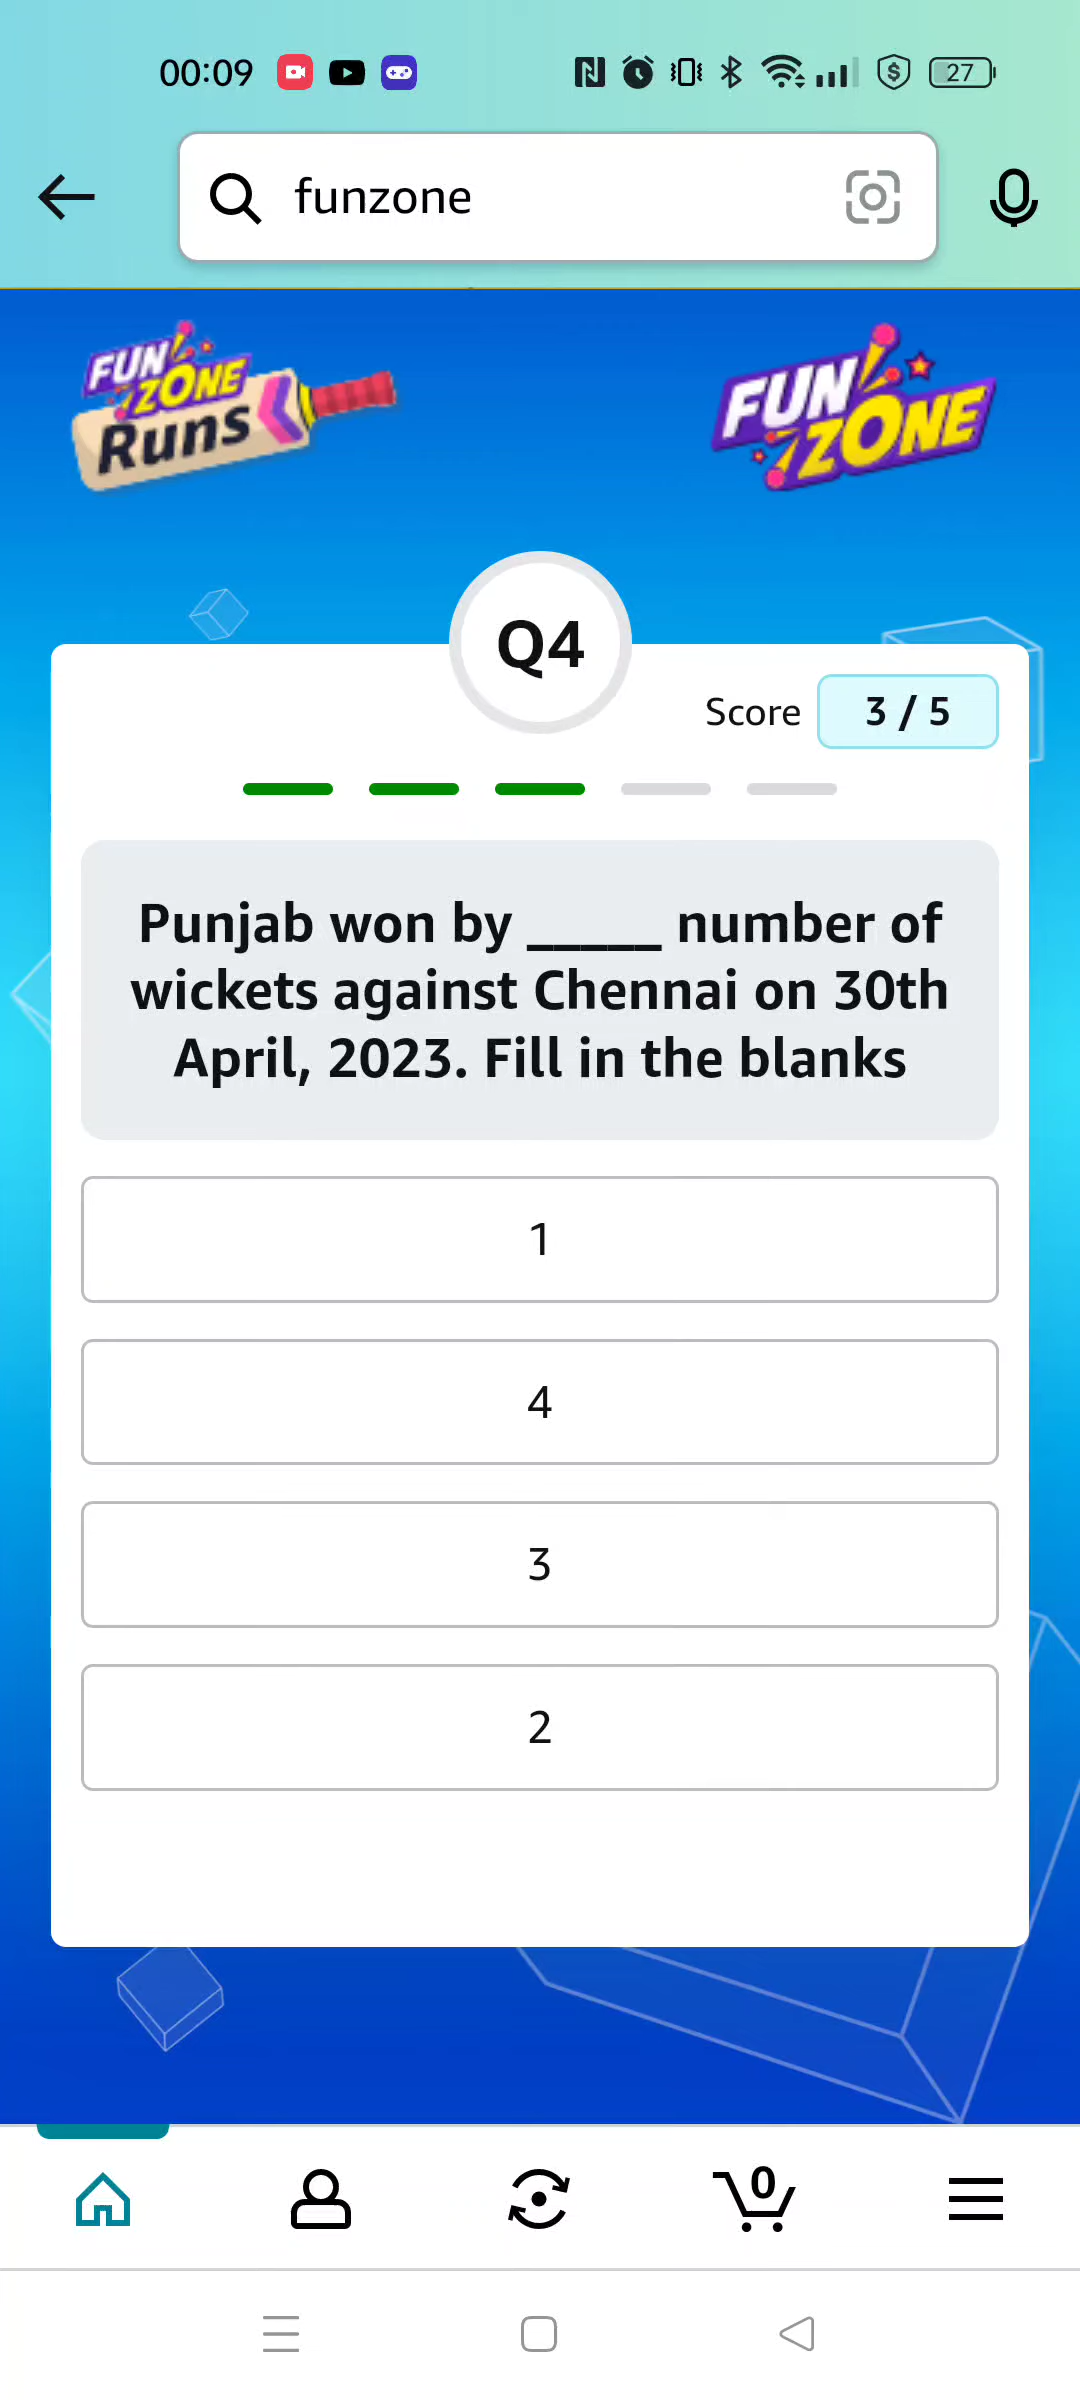 00:09
27
funzone
FUN
ZONE
Runs
FUN
ZONE
Q4
Score 3 / 5
Punjab won by _____ number of
wickets against Chennai on 30th
April, 2023. Fill in the blanks
1
4
3
2
0